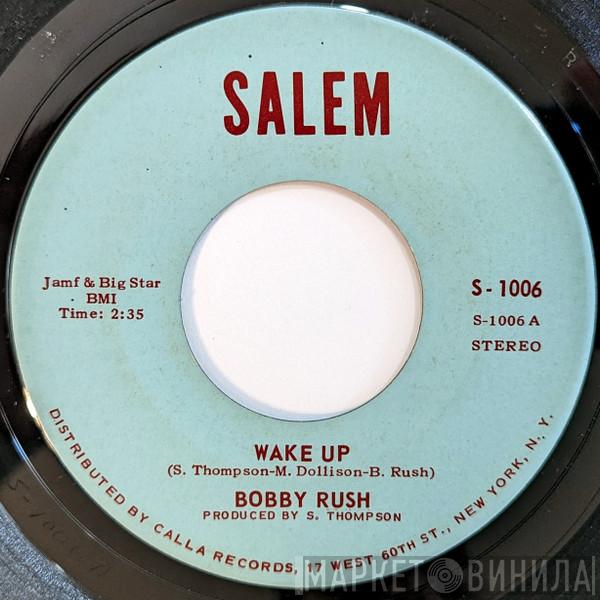 SALEM
Jamf & Big Star
BMI
Time: 2:35
S - 1006
S-1006 A
STEREO
WAKE UP
(S. Thompson-M. Dollison-B. Rush)
BOBBY RUSH
PRODUCED BY S. THOMPSON
DISTRIBUTED BY CALLA RECORDS, 17 WEST 60TH ST., NEW YORK, N. Y.
R
S-1006A
МАРКЕТ ВИНИЛА